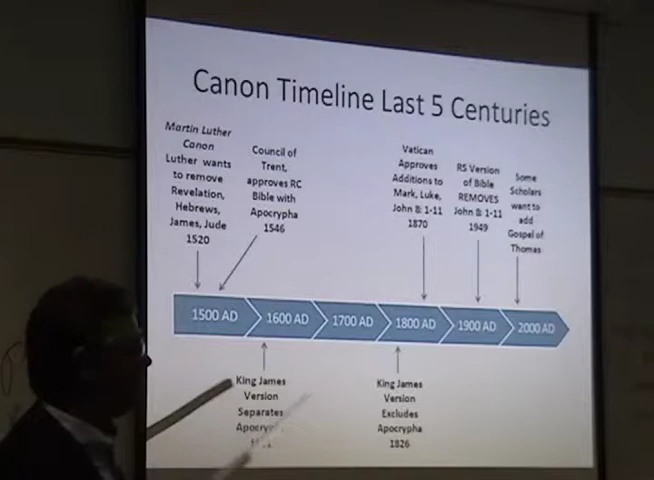 Canon Timeline Last 5 Centuries
Martin Luther
Canon
Luther wants
to remove
Revelation,
Hebrews,
James, Jude
1520
Council of
Trent,
approves RC
Bible with
Apocrypha
1546
Vatican
Approves
Additions to
Mark, Luke,
John 8: 1-11
1870
RS Version
of Bible
REMOVES
John 8: 1-11
1949
Some
Scholars
want to
add
Gospel of
Thomas
1500 AD
1600 AD
1700 AD
1800 AD
1900 AD
2000 AD
King James
Version
Separates
King James
Version
Excludes
Apocrypha
1826